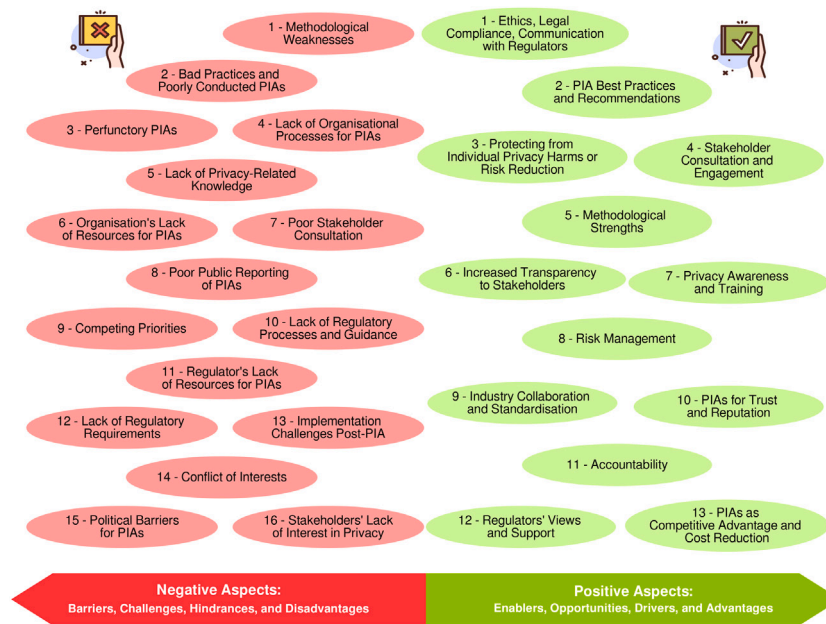 1 - Methodological
Weaknesses
2 - Bad Practices and
Poorly Conducted PIAs
3 - Perfunctory PIAs
4 - Lack of Organisational
Processes for PIAs
5 - Lack of Privacy-Related
Knowledge
6 - Organisation's Lack
of Resources for PIAs
7 - Poor Stakeholder
Consultation
8 - Poor Public Reporting
of PIAs
9 - Competing Priorities
10 - Lack of Regulatory
Processes and Guidance
11 - Regulator's Lack
of Resources for PIAs
12 - Lack of Regulatory
Requirements
13 - Implementation
Challenges Post-PIA
14 - Conflict of Interests
15 - Political Barriers
for PIAs
16 - Stakeholders' Lack
of Interest in Privacy
1 - Ethics, Legal
Compliance, Communication
with Regulators
2 - PIA Best Practices
and Recommendations
3 - Protecting from
Individual Privacy Harms or
Risk Reduction
4 - Stakeholder
Consultation and
Engagement
5 - Methodological
Strengths
6 - Increased Transparency
to Stakeholders
7 - Privacy Awareness
and Training
8 - Risk Management
9 - Industry Collaboration
and Standardisation
10 - PIAs for Trust
and Reputation
11 - Accountability
12 - Regulators' Views
and Support
13 - PIAs as
Competitive Advantage and
Cost Reduction
Negative Aspects:
Barriers, Challenges, Hindrances, and Disadvantages
Positive Aspects:
Enablers, Opportunities, Drivers, and Advantages